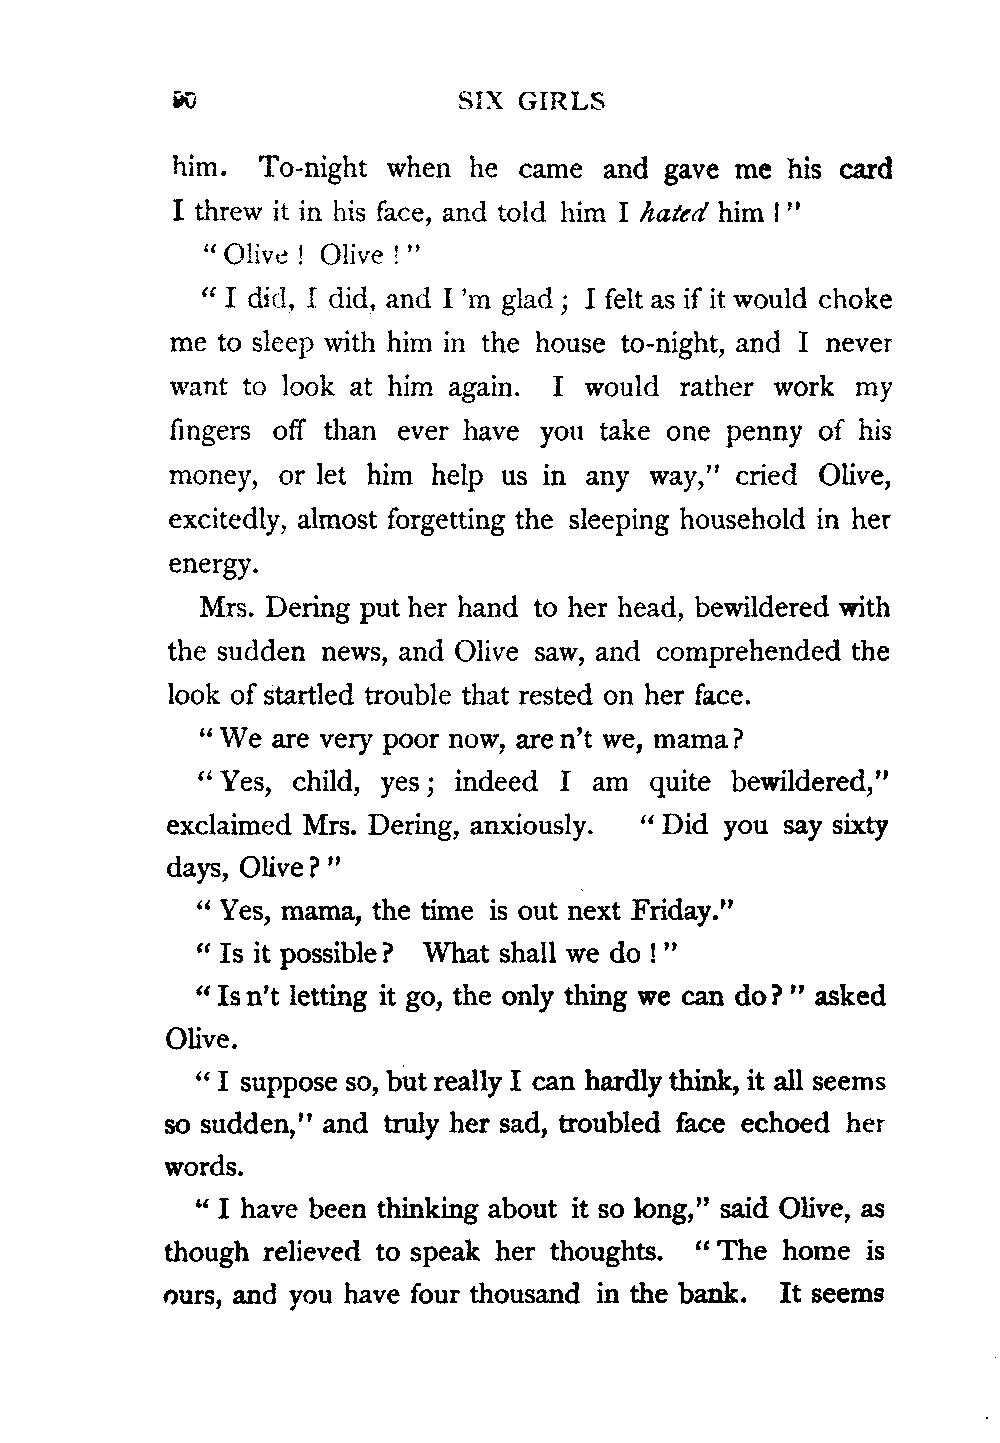 90 SIX GIRLS
him. To-night when he came and gave me his card
I threw it in his face, and told him I hated him!"
"Olive! Olive!"
"I did, I did, and I'm glad; I felt as if it would choke
me to sleep with him in the house to-night, and I never
want to look at him again. I would rather work my
fingers off than ever have you take one penny of his
money, or let him help us in any way," cried Olive,
excitedly, almost forgetting the sleeping household in her
energy.
Mrs. Dering put her hand to her head, bewildered with
the sudden news, and Olive saw, and comprehended the
look of startled trouble that rested on her face.
"We are very poor now, are n't we, mama?
"Yes, child, yes; indeed I am quite bewildered,"
exclaimed Mrs. Dering, anxiously. "Did you say sixty
days, Olive?"
"Yes, mama, the time is out next Friday."
"Is it possible? What shall we do!"
"Is n't letting it go, the only thing we can do?" asked
Olive.
"I suppose so, but really I can hardly think, it all seems
so sudden," and truly her sad, troubled face echoed her
words.
"I have been thinking about it so long," said Olive, as
though relieved to speak her thoughts. "The home is
ours, and you have four thousand in the bank. It seems